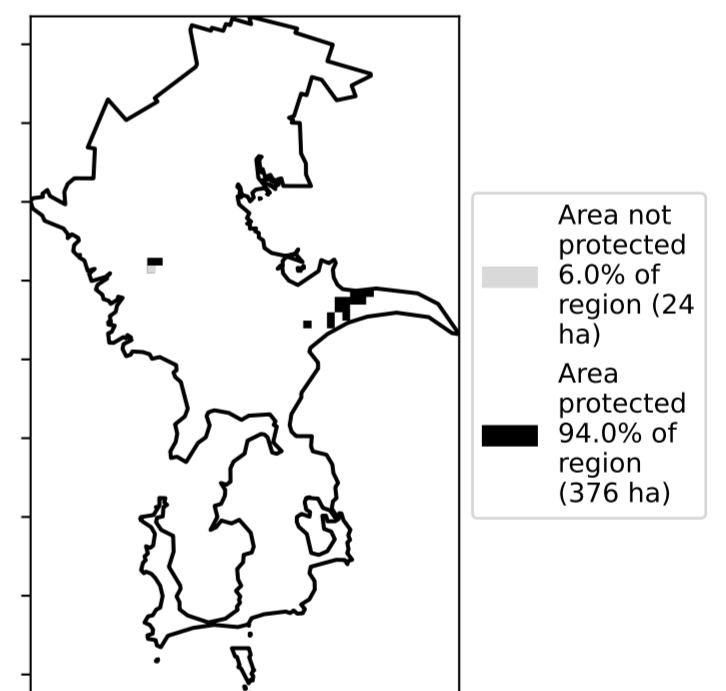 Area not
protected
6.0% of
region (24
ha)
Area
protected
94.0% of
region
(376 ha)